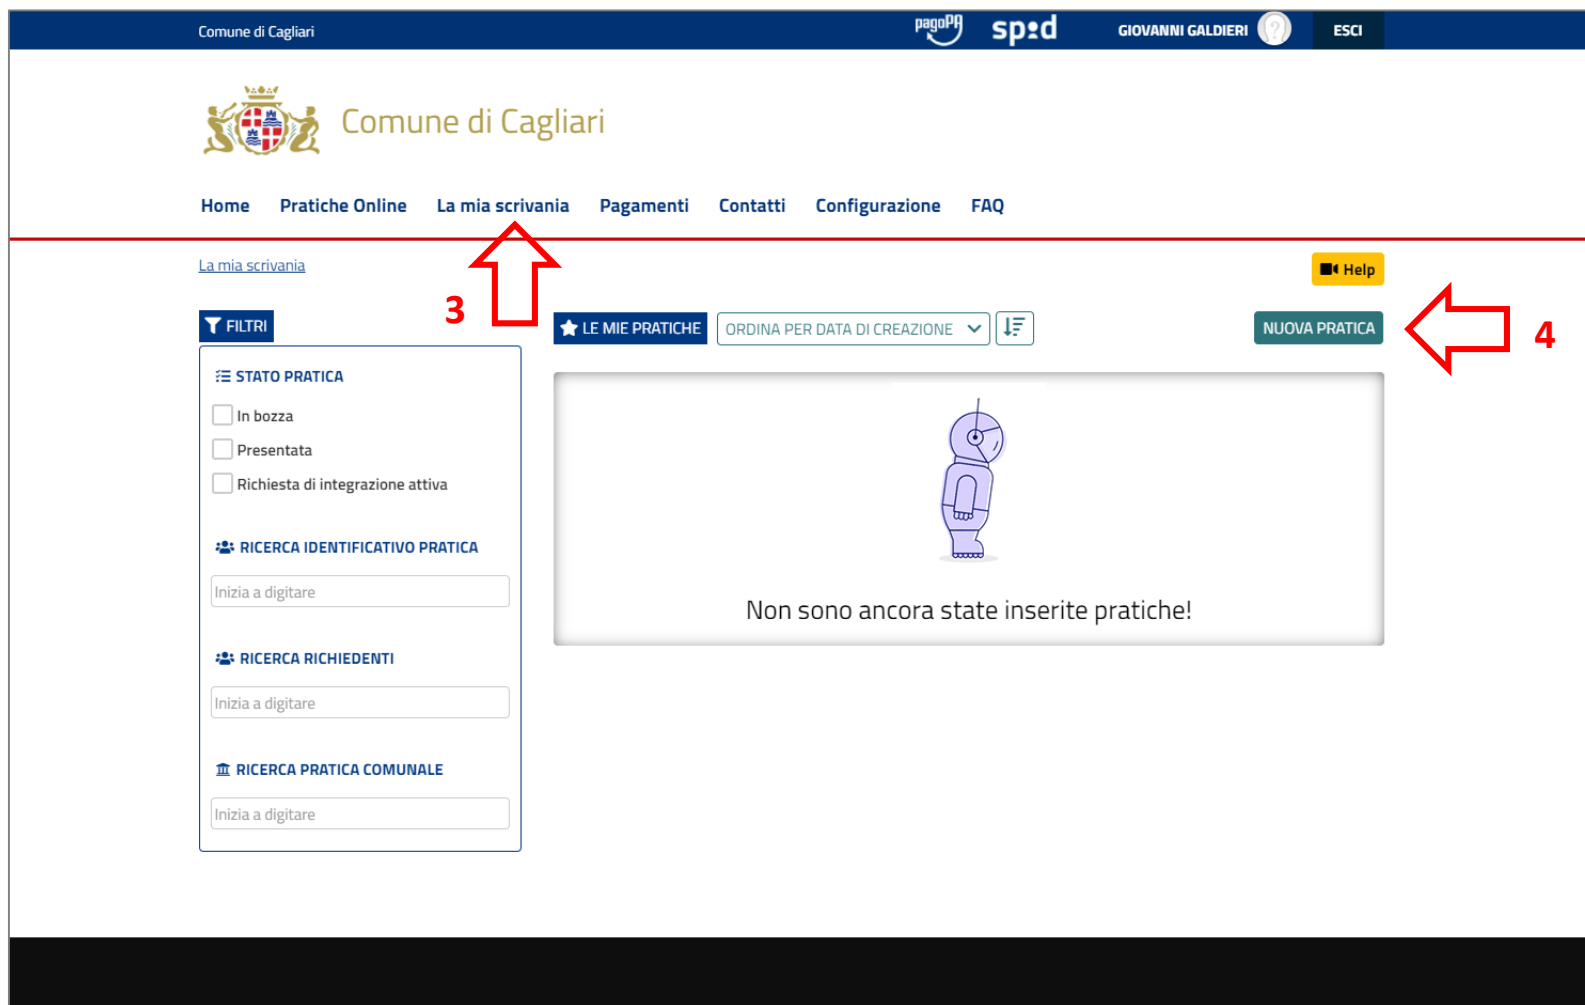 Comune di Cagliari
pagoPA
sp:d
GIOVANNI GALDIERI
ESCI
Comune di Cagliari
Home Pratiche Online La mia scrivania Pagamenti Contatti Configurazione FAQ
La mia scrivania
Help
3
FILTRI
LE MIE PRATICHE
ORDINA PER DATA DI CREAZIONE
NUOVA PRATICA
4
STATO PRATICA
In bozza
Presentata
Richiesta di integrazione attiva
RICERCA IDENTIFICATIVO PRATICA
Inizia a digitare
RICERCA RICHIEDENTI
Inizia a digitare
RICERCA PRATICA COMUNALE
Inizia a digitare
Non sono ancora state inserite pratiche!